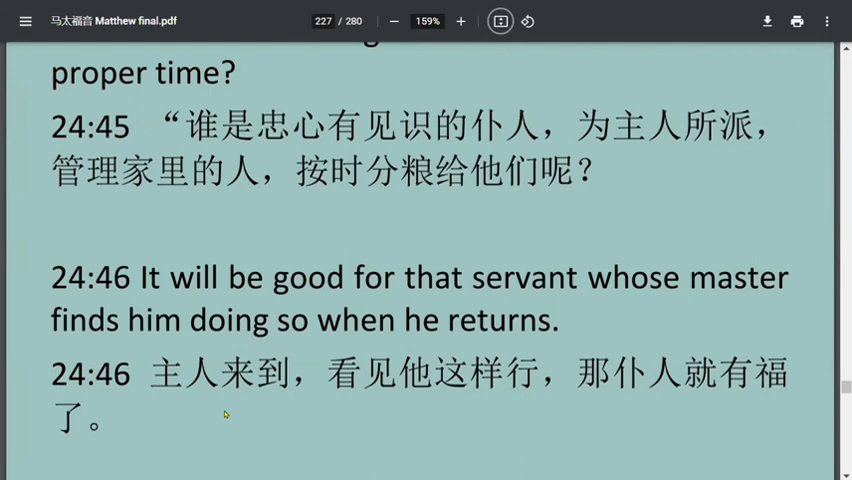 马太福音 Matthew final.pdf
227 / 280
159%
proper time?
24:45 “谁是忠心有见识的仆人，为主人所派，
管理家里的人，按时分粮给他们呢？
24:46 It will be good for that servant whose master
finds him doing so when he returns.
24:46 主人来到，看见他这样行，那仆人就有福
了。